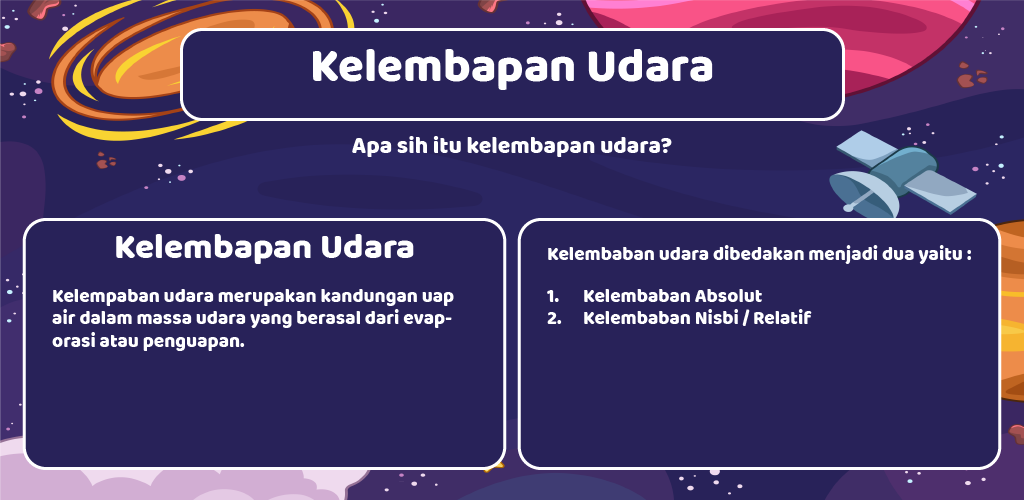 Kelembapan Udara
Apa sih itu kelembapan udara?
Kelembapan Udara
Kelempaban udara merupakan kandungan uap
air dalam massa udara yang berasal dari evap-
orasi atau penguapan.
Kelembaban udara dibedakan menjadi dua yaitu :
1. Kelembaban Absolut
2. Kelembaban Nisbi / Relatif